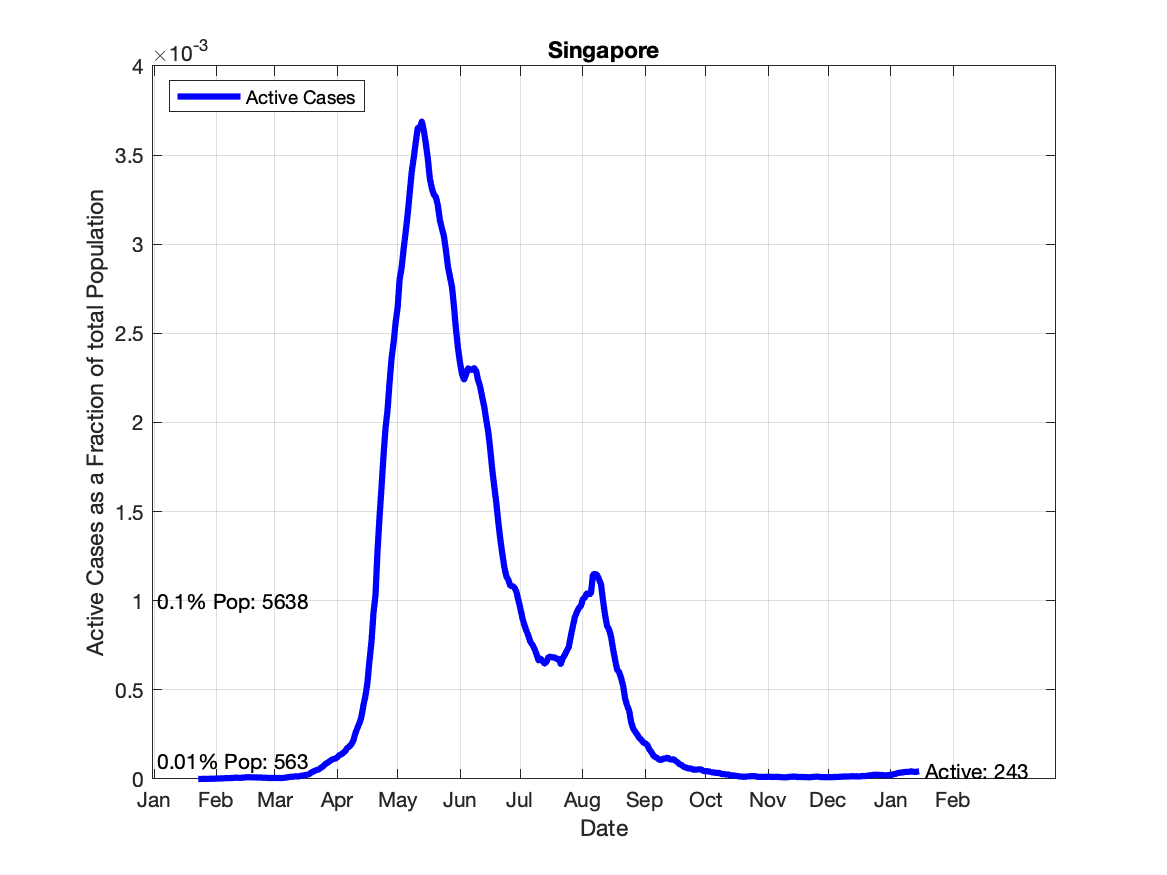 Singapore
×10-3
4
3.5
3
2.5
2
1.5
1
0.5
0
Active Cases as a Fraction of total Population
Active Cases
0.1% Pop: 5638
0.01% Pop: 563
Active: 243
Jan Feb Mar Apr May Jun Jul Aug Sep Oct Nov Dec Jan Feb
Date